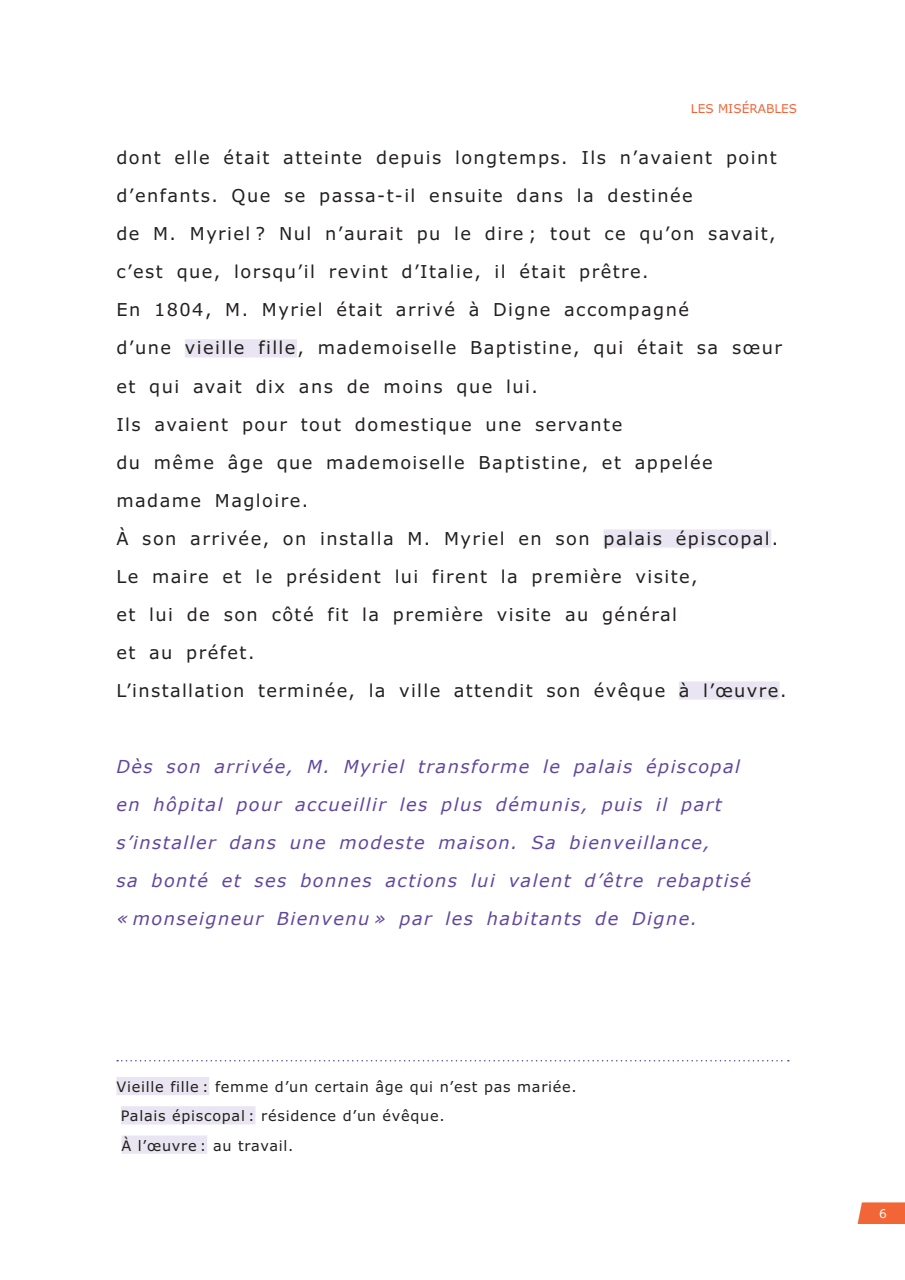 LES MISÉRABLES
dont elle était atteinte depuis longtemps. Ils n’avaient point
d’enfants. Que se passa-t-il ensuite dans la destinée
de M. Myriel ? Nul n’aurait pu le dire ; tout ce qu’on savait,
c’est que, lorsqu’il revint d’Italie, il était prêtre.
En 1804, M. Myriel était arrivé à Digne accompagné
d’une vieille fille, mademoiselle Baptistine, qui était sa sœur
et qui avait dix ans de moins que lui.
Ils avaient pour tout domestique une servante
du même âge que mademoiselle Baptistine, et appelée
madame Magloire.
À son arrivée, on installa M. Myriel en son palais épiscopal.
Le maire et le président lui firent la première visite,
et lui de son côté fit la première visite au général
et au préfet.
L’installation terminée, la ville attendit son évêque à l’œuvre.
Dès son arrivée, M. Myriel transforme le palais épiscopal
en hôpital pour accueillir les plus démunis, puis il part
s’installer dans une modeste maison. Sa bienveillance,
sa bonté et ses bonnes actions lui valent d’être rebaptisé
« monseigneur Bienvenu » par les habitants de Digne.
Vieille fille : femme d’un certain âge qui n’est pas mariée.
Palais épiscopal : résidence d’un évêque.
À l’œuvre : au travail.
6